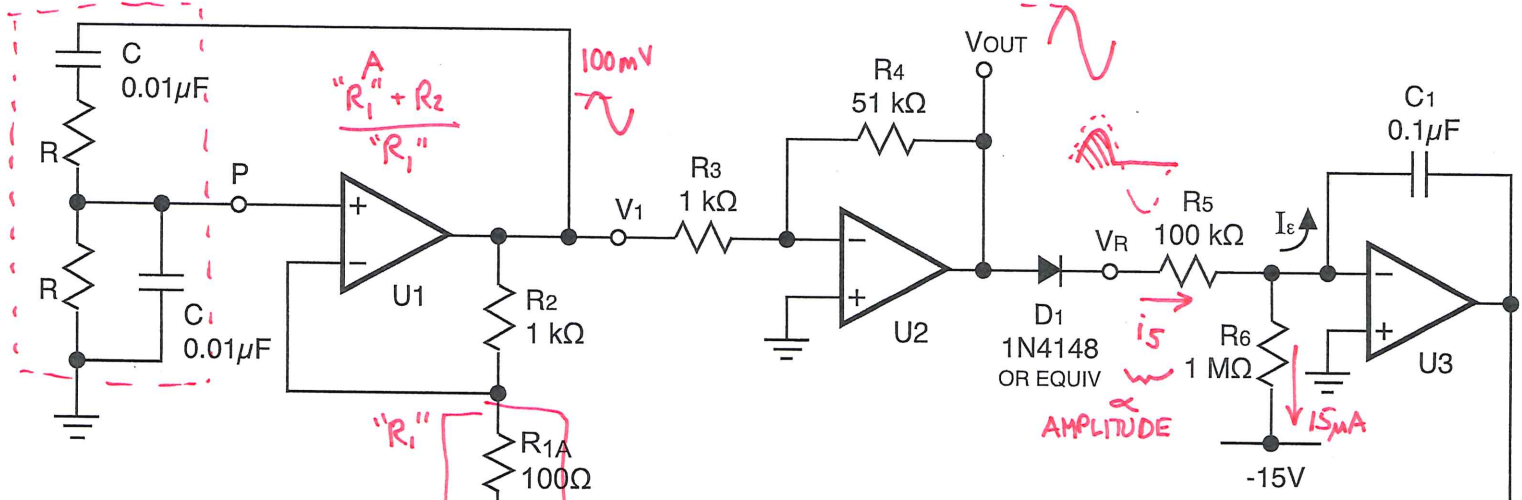 C
0.01µF
R
R
C
0.01µF
P
A
"R1" + R2
"R1"
+
−
U1
100mV
V1
R2
1 kΩ
"R1"
R1A
100Ω
R3
1 kΩ
R4
51 kΩ
VOUT
−
+
U2
D1
1N4148
OR EQUIV
VR
R5
100 kΩ
i5
∝
AMPLITUDE
Iε
R6
1 MΩ
15µA
-15V
C1
0.1µF
−
+
U3